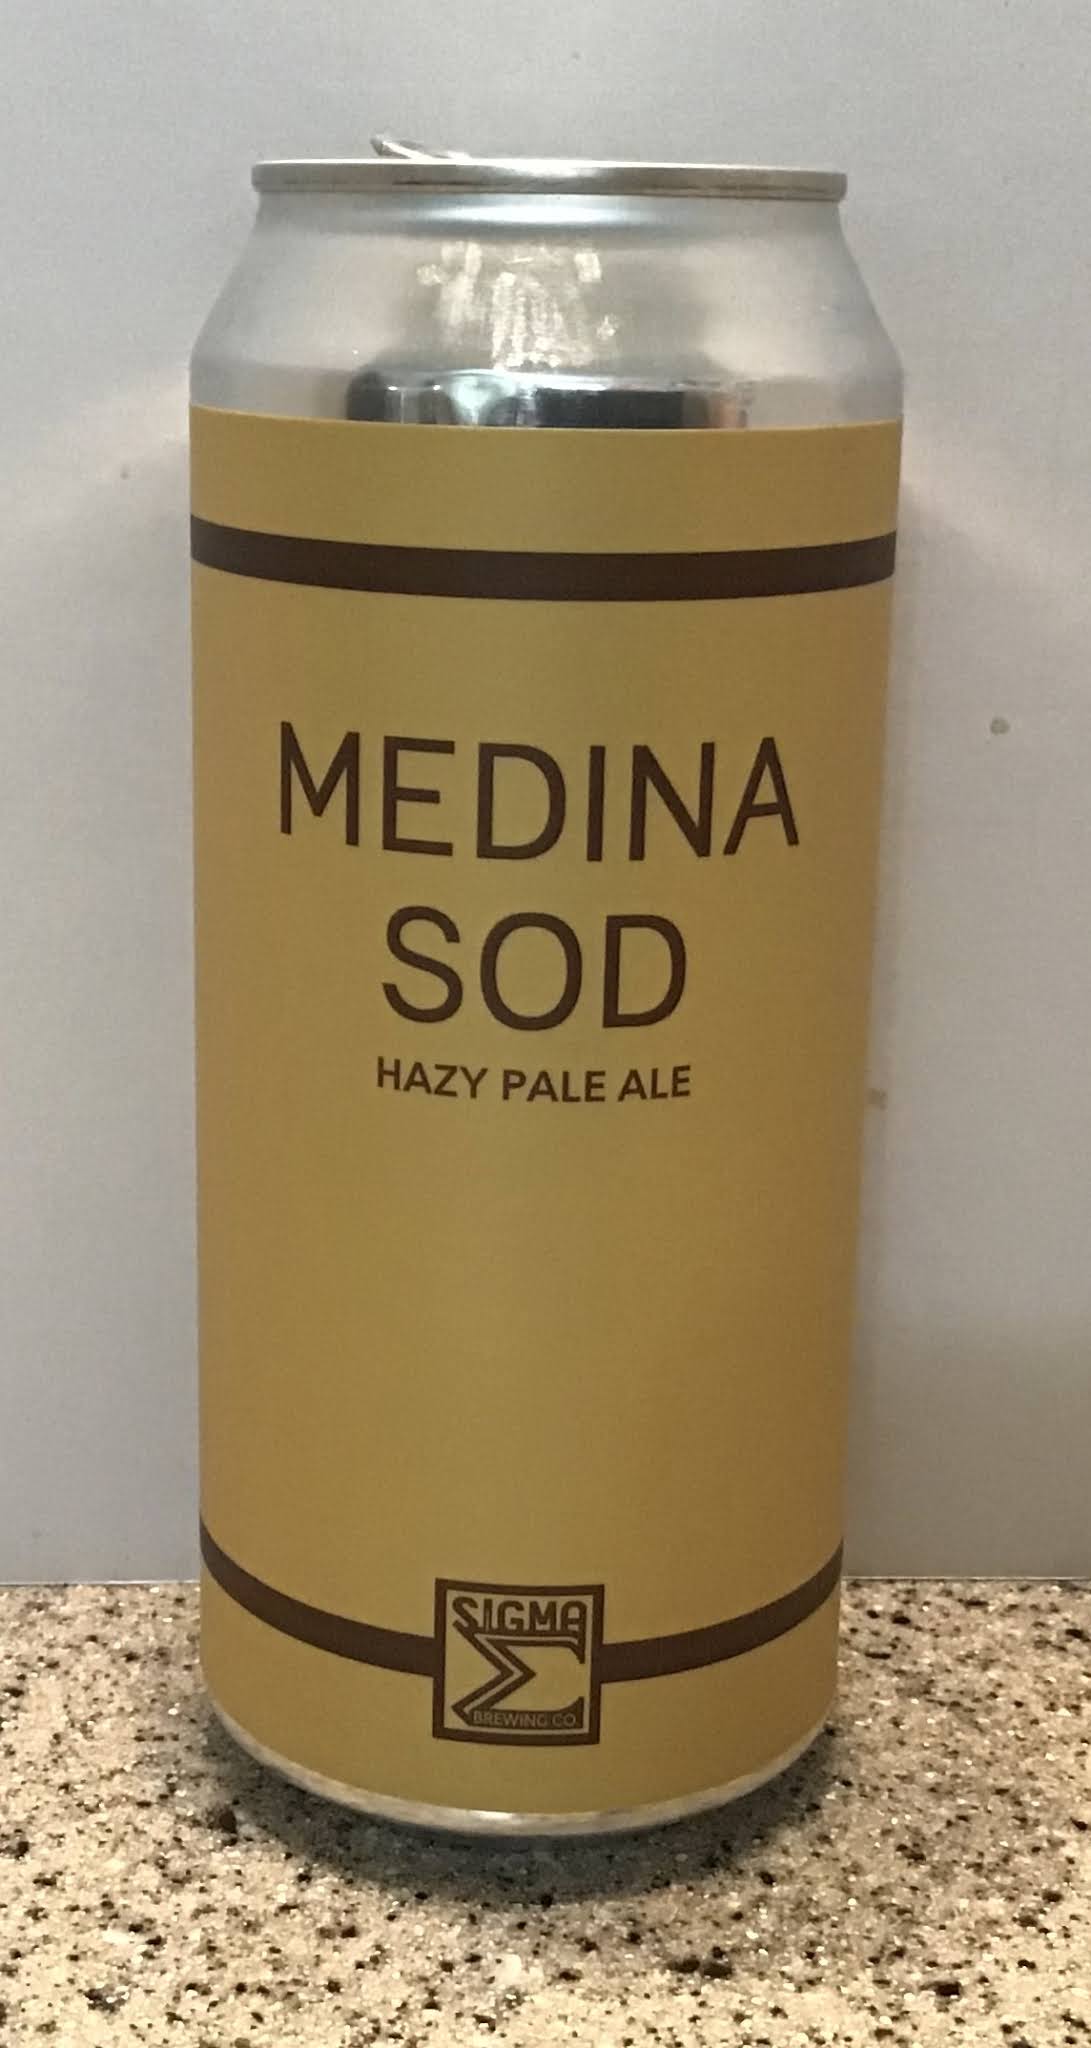 MEDINA
SOD
HAZY PALE ALE
SIGMA
BREWING CO.